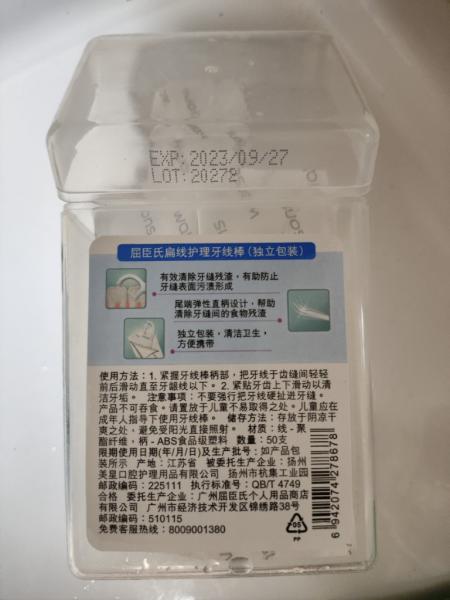 EXP: 2023/09/27
LOT: 20278
屈臣氏扁线护理牙线棒（独立包装）
有效清除牙缝残渣，有助防止
牙缝表面污渍形成
尾端弹性直柄设计，帮助
清除牙缝间的食物残渣
独立包装，清洁卫生，
方便携带
使用方法：1. 紧握牙线棒柄部，把牙线于齿缝间轻轻
前后滑动直至牙龈线以下。2. 紧贴牙齿上下滑动以清
洁牙垢。 注意事项：不要强行把牙线硬扯进牙缝。
产品不可吞食。请置放于儿童不易取得之处。儿童应在
成年人指导下使用牙线棒。 储存方法：存放于阴凉干
爽之处，避免受阳光直接照射。 材质：线 - 聚
酯纤维，柄 - ABS食品级塑料 数量：50支
限期使用日期(年/月/日)及生产批号：如产品包
装所示 产地：江苏省 被委托生产企业：扬州
美星口腔护理用品有限公司 扬州市杭集工业园
邮政编码：225111 执行标准号：QB/T 4749
合格 委托生产企业：广州屈臣氏个人用品商店
有限公司 广州市经济技术开发区锦绣路38号
邮政编码：510115
免费客服热线：8009001380
6 942074 278678
05
PP